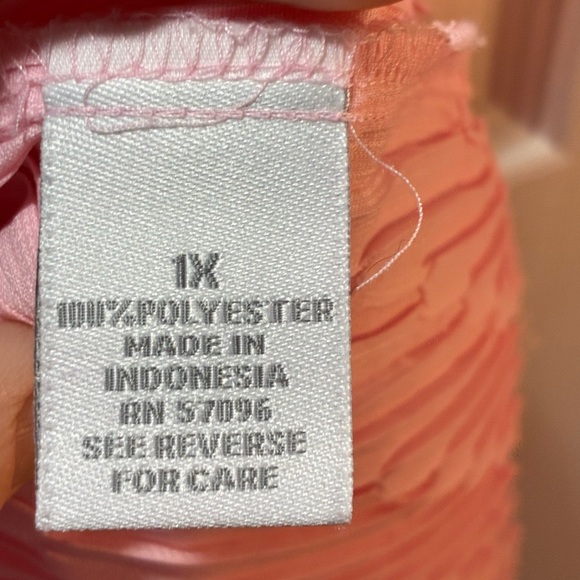 1X
100% POLYESTER
MADE IN
INDONESIA
RN 57096
SEE REVERSE
FOR CARE